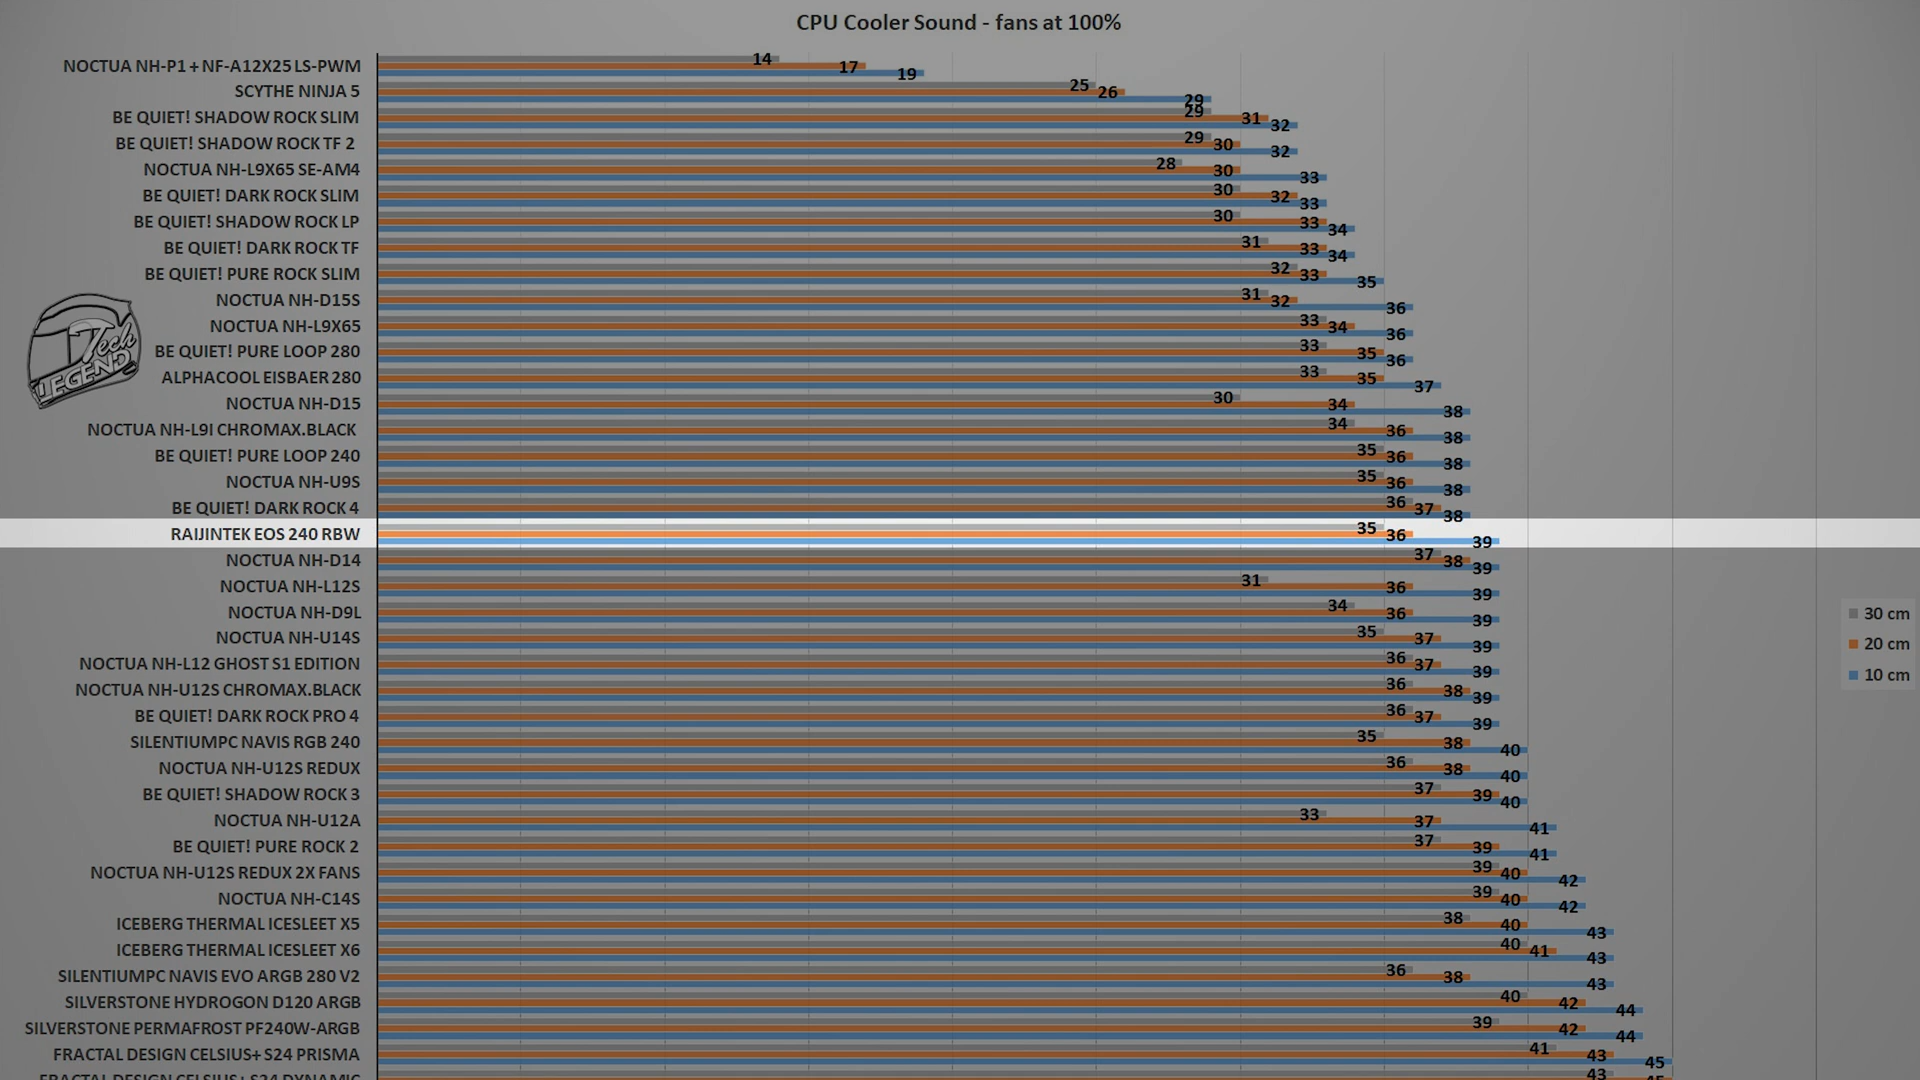 CPU Cooler Sound - fans at 100%
NOCTUA NH-P1 + NF-A12X25 LS-PWM 14 17 19
SCYTHE NINJA 5 25 26 29
BE QUIET! SHADOW ROCK SLIM 29 31 32
BE QUIET! SHADOW ROCK TF 2 29 30 32
NOCTUA NH-L9X65 SE-AM4 28 30 33
BE QUIET! DARK ROCK SLIM 30 32 33
BE QUIET! SHADOW ROCK LP 30 33 34
BE QUIET! DARK ROCK TF 31 33 34
BE QUIET! PURE ROCK SLIM 32 33 35
NOCTUA NH-D15S 31 32 36
NOCTUA NH-L9X65 33 34 36
BE QUIET! PURE LOOP 280 33 35 36
ALPHACOOL EISBAER 280 33 35 37
NOCTUA NH-D15 30 34 38
NOCTUA NH-L9I CHROMAX.BLACK 34 36 38
BE QUIET! PURE LOOP 240 35 36 38
NOCTUA NH-U9S 35 36 38
BE QUIET! DARK ROCK 4 36 37 38
RAIJINTEK EOS 240 RBW 35 36 39
NOCTUA NH-D14 37 38 39
NOCTUA NH-L12S 31 36 39
NOCTUA NH-D9L 34 36 39
NOCTUA NH-U14S 35 37 39
NOCTUA NH-L12 GHOST S1 EDITION 36 37 39
NOCTUA NH-U12S CHROMAX.BLACK 36 38 39
BE QUIET! DARK ROCK PRO 4 36 37 39
SILENTIUMPC NAVIS RGB 240 35 38 40
NOCTUA NH-U12S REDUX 36 38 40
BE QUIET! SHADOW ROCK 3 37 39 40
NOCTUA NH-U12A 33 37 41
BE QUIET! PURE ROCK 2 37 39 41
NOCTUA NH-U12S REDUX 2X FANS 39 40 42
NOCTUA NH-C14S 39 40 42
ICEBERG THERMAL ICESLEET X5 38 40 43
ICEBERG THERMAL ICESLEET X6 40 41 43
SILENTIUMPC NAVIS EVO ARGB 280 V2 36 38 43
SILVERSTONE HYDROGON D120 ARGB 40 42 44
SILVERSTONE PERMAFROST PF240W-ARGB 39 42 44
FRACTAL DESIGN CELSIUS+ S24 PRISMA 41 43 45
FRACTAL DESIGN CELSIUS+ S24 DYNAMIC 43 45
Tech
LEGEND
30 cm
20 cm
10 cm